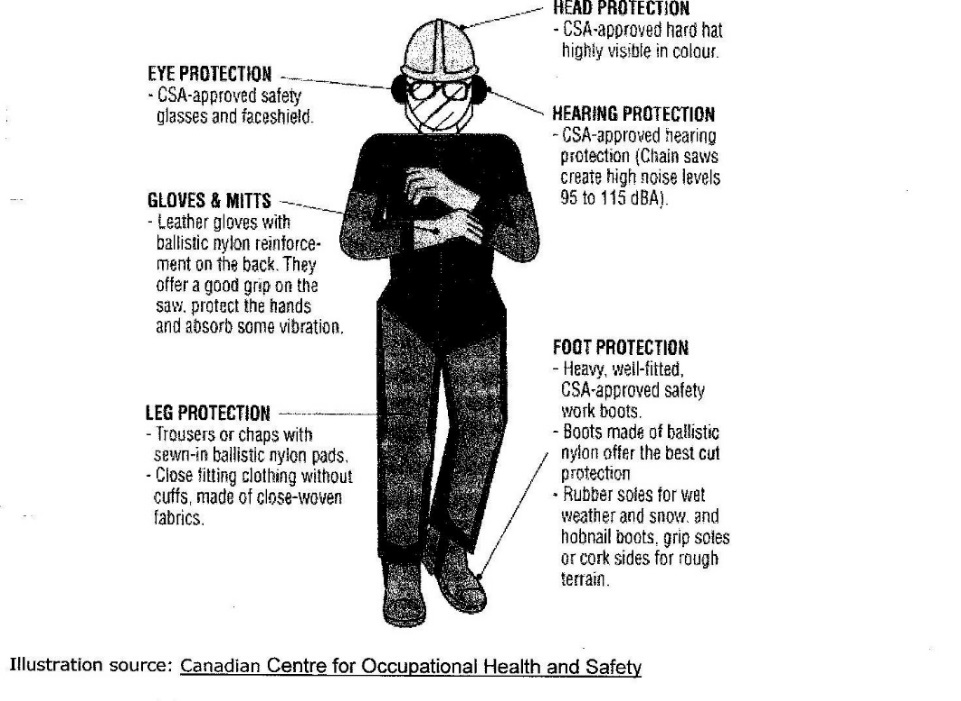 HEAD PROTECTION
- CSA-approved hard hat
highly visible in colour.
EYE PROTECTION
- CSA-approved safety
glasses and faceshield.
HEARING PROTECTION
- CSA-approved hearing
protection (Chain saws
create high noise levels
95 to 115 dBA).
GLOVES & MITTS
- Leather gloves with
ballistic nylon reinforce-
ment on the back. They
offer a good grip on the
saw, protect the hands
and absorb some vibration.
FOOT PROTECTION
- Heavy, well-fitted,
CSA-approved safety
work boots.
- Boots made of ballistic
nylon offer the best cut
protection
- Rubber soles for wet
weather and snow, and
hobnail boots, grip soles
or cork sides for rough
terrain.
LEG PROTECTION
- Trousers or chaps with
sewn-in ballistic nylon pads.
- Close fitting clothing without
cuffs, made of close-woven
fabrics.
Illustration source: Canadian Centre for Occupational Health and Safety